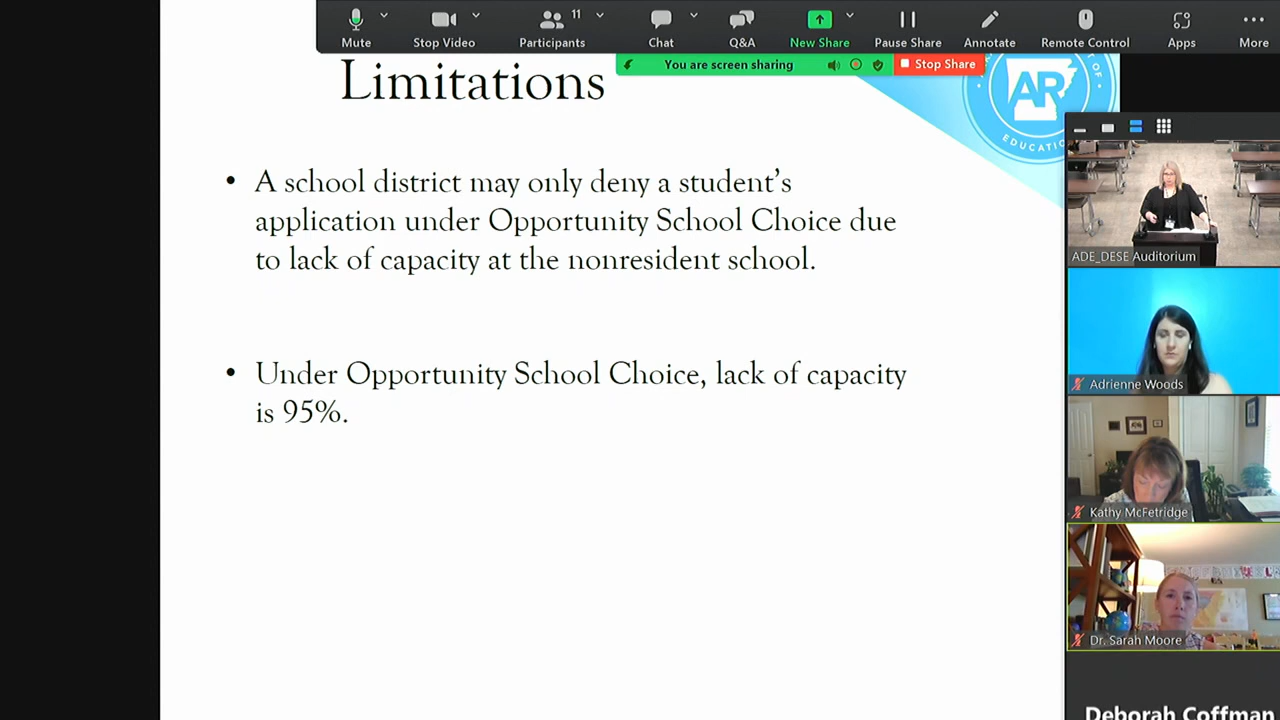 11
Mute
Stop Video
Participants
Chat
Q&A
New Share
Pause Share
Annotate
Remote Control
Apps
More
You are screen sharing
Stop Share
Limitations
AR
EDUCATIO
• A school district may only deny a student’s
application under Opportunity School Choice due
to lack of capacity at the nonresident school.
• Under Opportunity School Choice, lack of capacity
is 95%.
ADE_DESE Auditorium
Adrienne Woods
Kathy McFetridge
Dr. Sarah Moore
Deborah Coffman